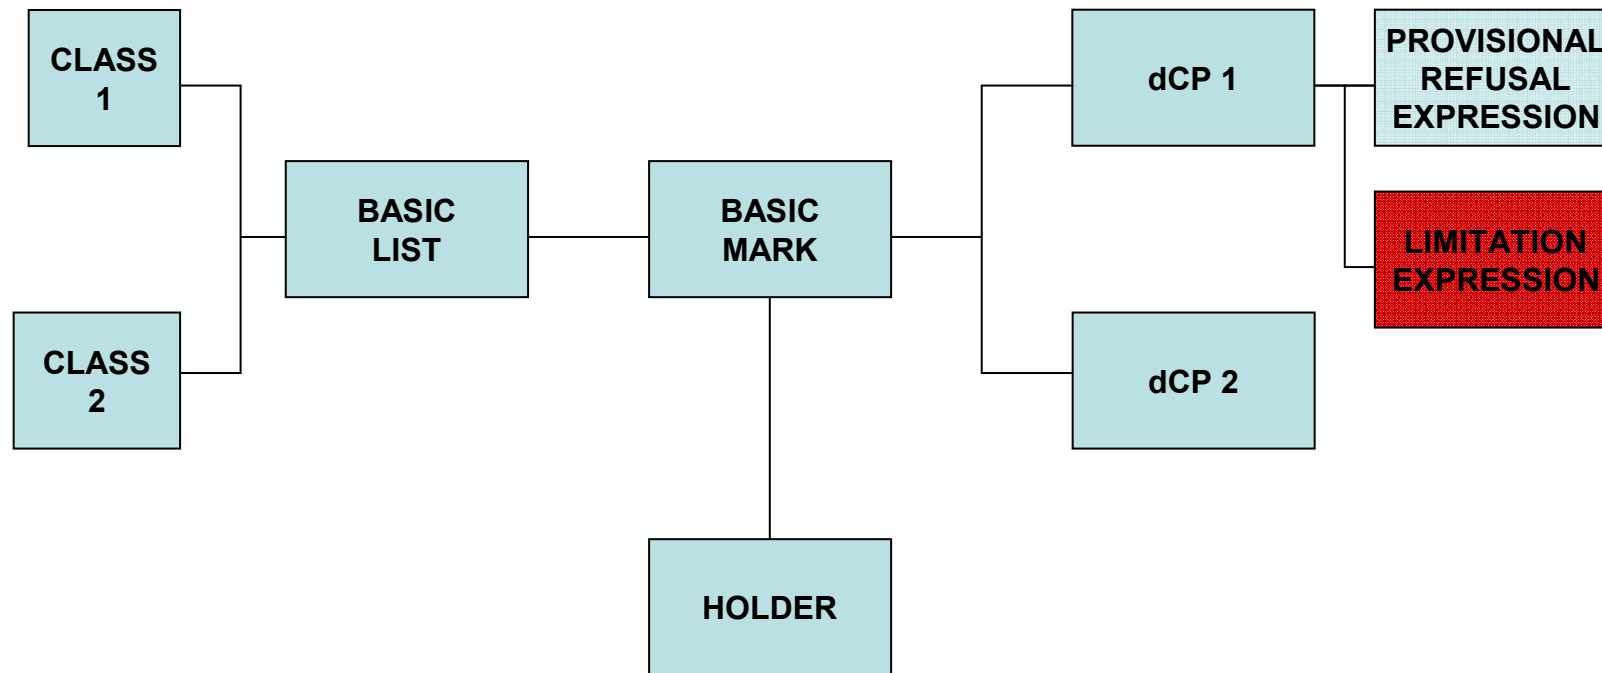 CLASS
1
dCP 1
PROVISIONAL
REFUSAL
EXPRESSION
BASIC
LIST
BASIC
MARK
LIMITATION
EXPRESSION
CLASS
2
dCP 2
HOLDER